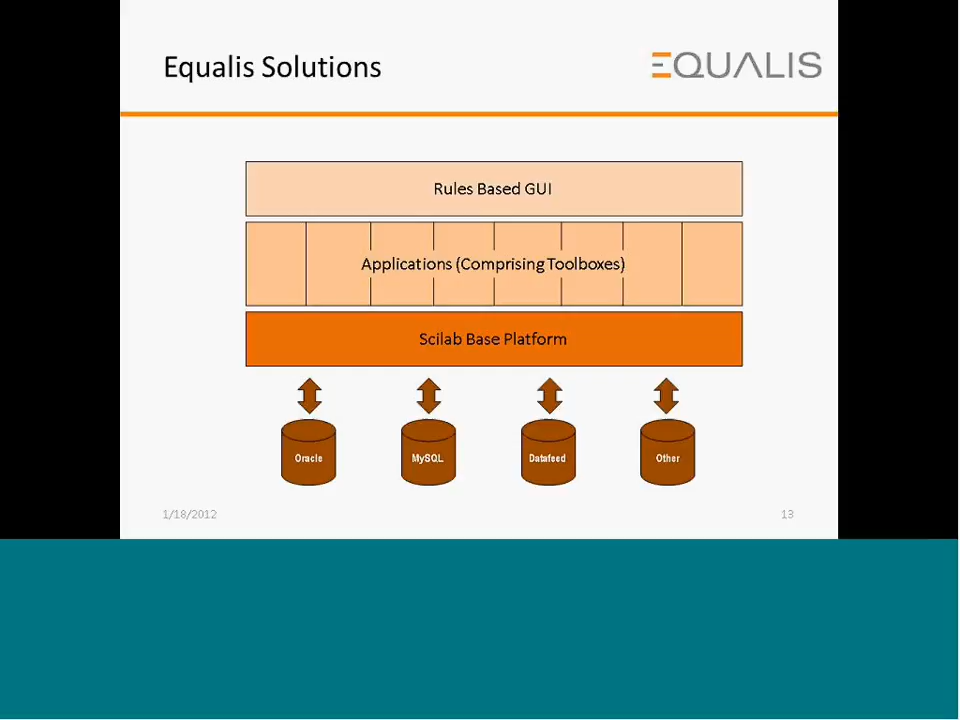 Equalis Solutions
EQUALIS
Rules Based GUI
Applications (Comprising Toolboxes)
Scilab Base Platform
Oracle
MySQL
Datafeed
Other
1/18/2012
13